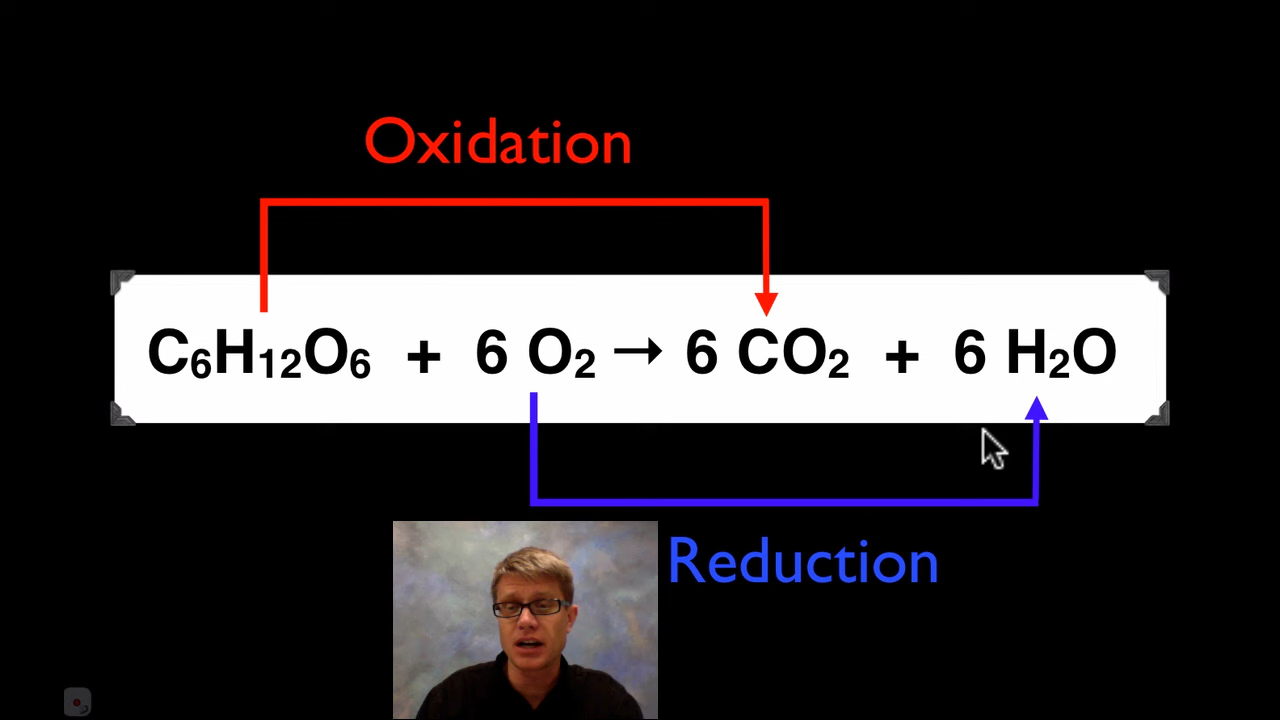 Oxidation
C₆H₁₂O₆ + 6 O₂ → 6 CO₂ + 6 H₂O
Reduction